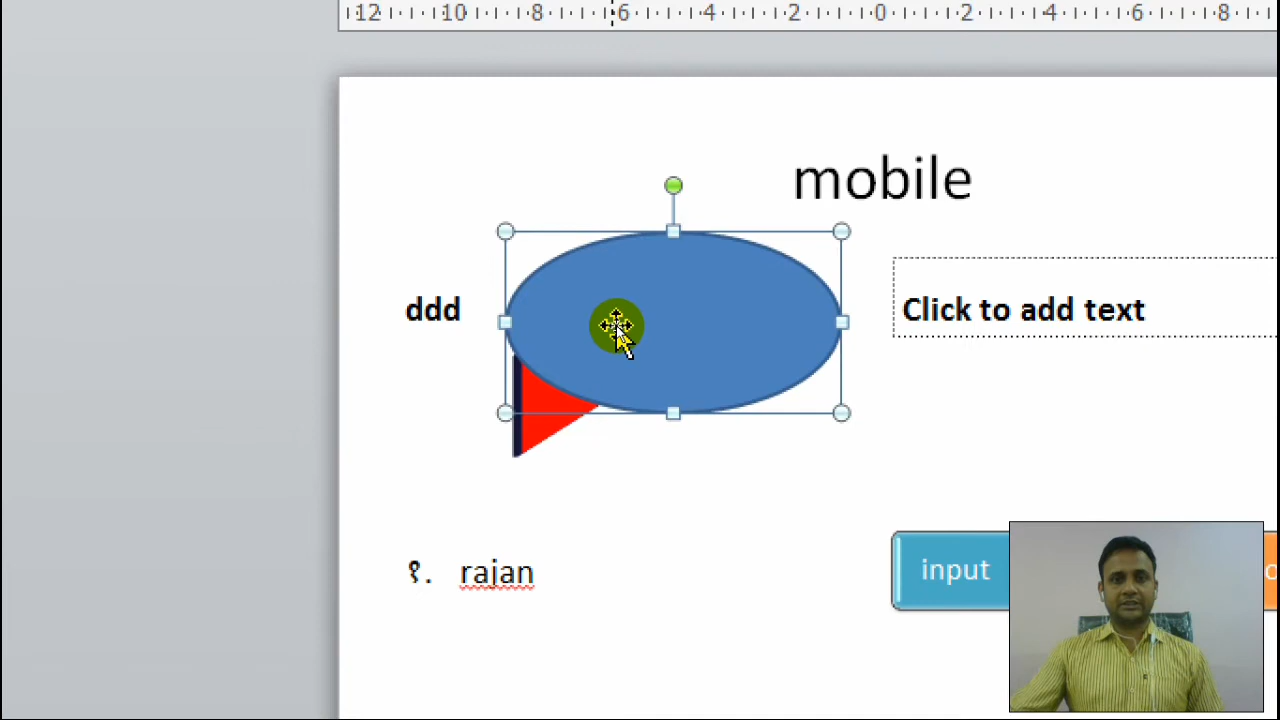 12 10 8 6 4 2 0 2 4 6 8
mobile
ddd
Click to add text
१. rajan
input